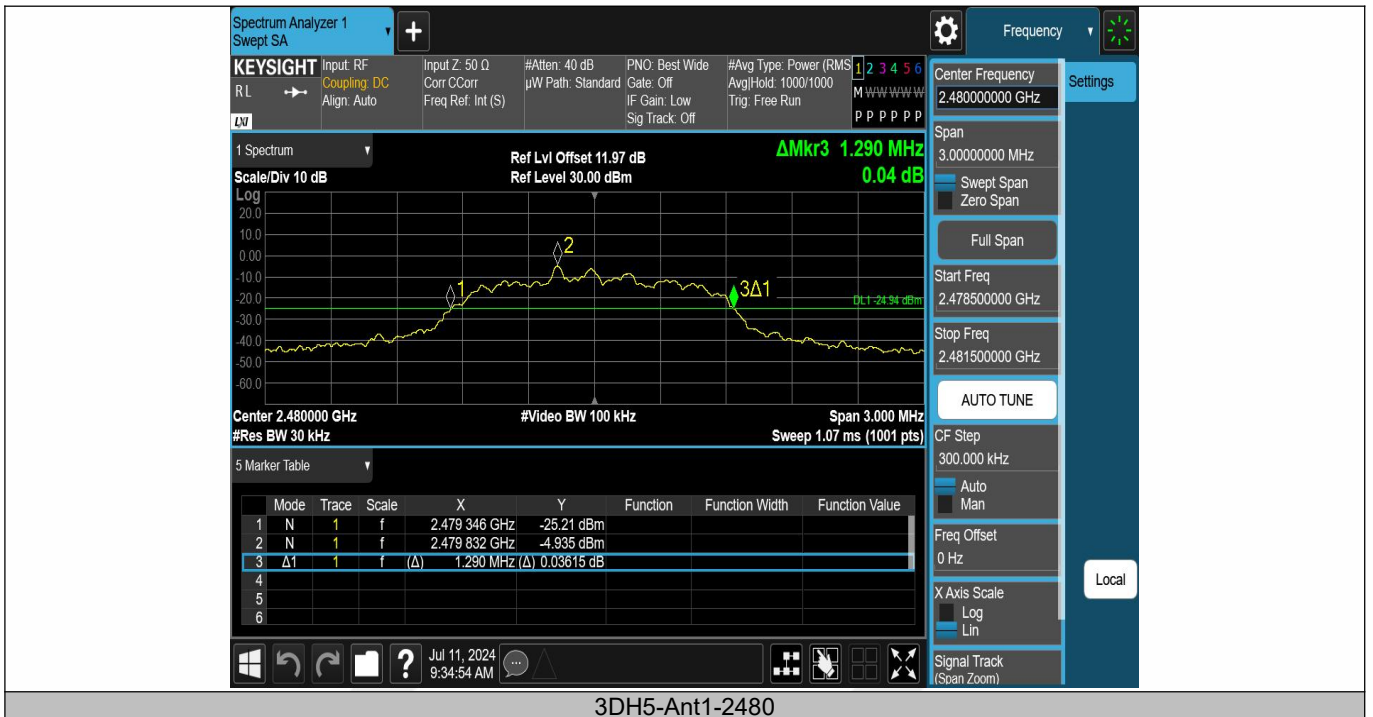 Spectrum Analyzer 1
Swept SA
+
Frequency
KEYSIGHT
RL
LXI
Input: RF
Coupling: DC
Align: Auto
Input Z: 50 Ω
Corr CCorr
Freq Ref: Int (S)
#Atten: 40 dB
µW Path: Standard
PNO: Best Wide
Gate: Off
IF Gain: Low
Sig Track: Off
#Avg Type: Power (RMS
Avg|Hold: 1000/1000
Trig: Free Run
1 2 3 4 5 6
M W W W W W
P P P P P P
1 Spectrum
Scale/Div 10 dB
Ref Lvl Offset 11.97 dB
Ref Level 30.00 dBm
ΔMkr3 1.290 MHz
0.04 dB
Log
20.0
10.0
0.00
-10.0
-20.0
-30.0
-40.0
-50.0
-60.0
1
2
3Δ1
DL1 -24.94 dBm
Center 2.480000 GHz
#Video BW 100 kHz
Span 3.000 MHz
#Res BW 30 kHz
Sweep 1.07 ms (1001 pts)
5 Marker Table
Mode Trace Scale X Y Function Function Width Function Value
1 N 1 f 2.479 346 GHz -25.21 dBm
2 N 1 f 2.479 832 GHz -4.935 dBm
3 Δ1 1 f (Δ) 1.290 MHz (Δ) 0.03615 dB
4
5
6
?
Jul 11, 2024
9:34:54 AM
Center Frequency
2.480000000 GHz
Settings
Span
3.00000000 MHz
Swept Span
Zero Span
Full Span
Start Freq
2.478500000 GHz
Stop Freq
2.481500000 GHz
AUTO TUNE
CF Step
300.000 kHz
Auto
Man
Freq Offset
0 Hz
Local
X Axis Scale
Log
Lin
Signal Track
(Span Zoom)
3DH5-Ant1-2480